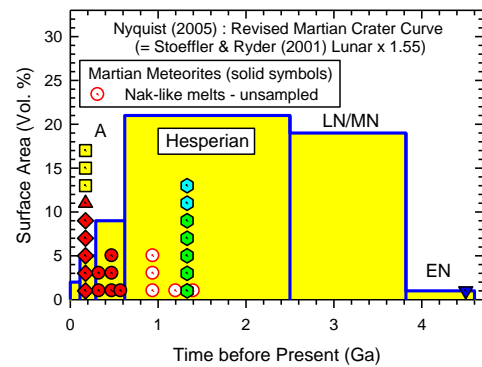 Nyquist (2005) : Revised Martian Crater Curve
(= Stoeffler & Ryder (2001) Lunar x 1.55)
Martian Meteorites (solid symbols)
Nak-like melts - unsampled
A
Hesperian
LN/MN
EN
30
25
20
15
10
5
0
Surface Area (Vol. %)
0 1 2 3 4
Time before Present (Ga)